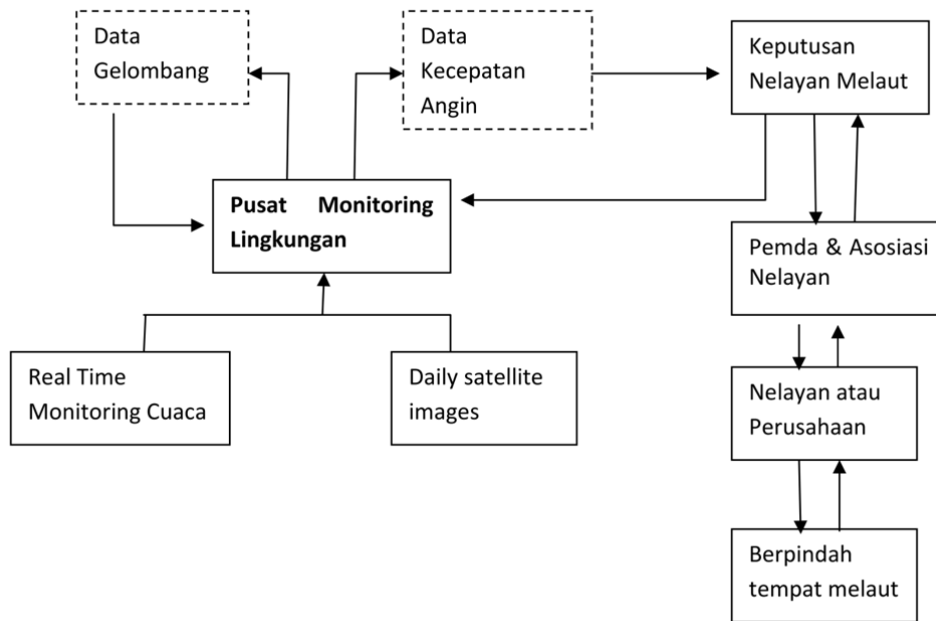 Data
Gelombang
Data
Kecepatan
Angin
Keputusan
Nelayan Melaut
Pusat Monitoring
Lingkungan
Pemda & Asosiasi
Nelayan
Real Time
Monitoring Cuaca
Daily satellite
images
Nelayan atau
Perusahaan
Berpindah
tempat melaut